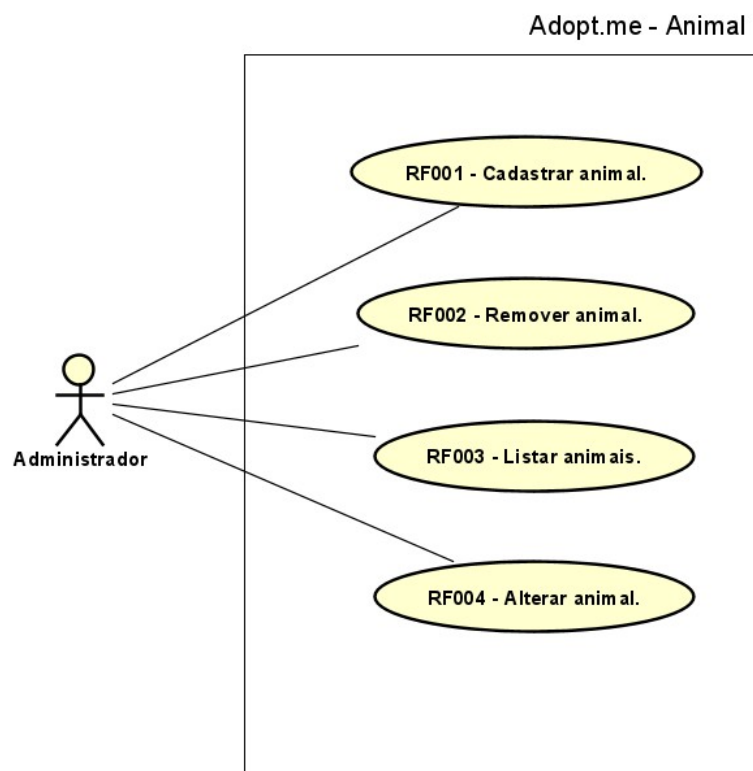 Adopt.me - Animal
RF001 - Cadastrar animal.
RF002 - Remover animal.
RF003 - Listar animais.
RF004 - Alterar animal.
Administrador